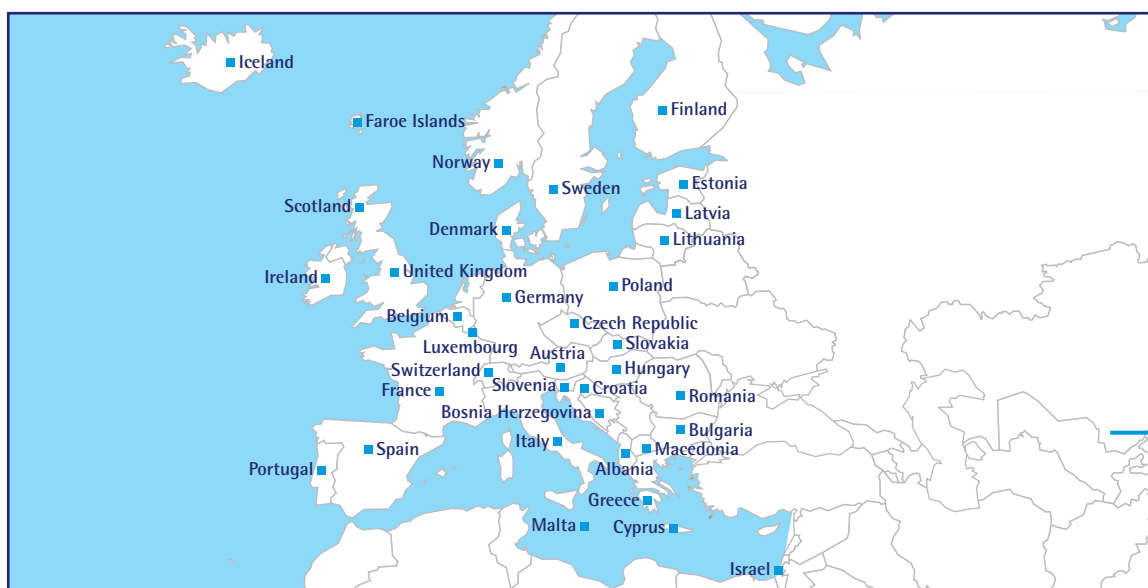 Iceland
Faroe Islands
Finland
Norway
Sweden
Estonia
Scotland
Latvia
Denmark
Lithuania
Ireland
United Kingdom
Poland
Germany
Belgium
Czech Republic
Luxembourg
Slovakia
Austria
Switzerland
Hungary
France
Slovenia
Croatia
Romania
Bosnia Herzegovina
Bulgaria
Italy
Spain
Macedonia
Portugal
Albania
Greece
Malta
Cyprus
Israel